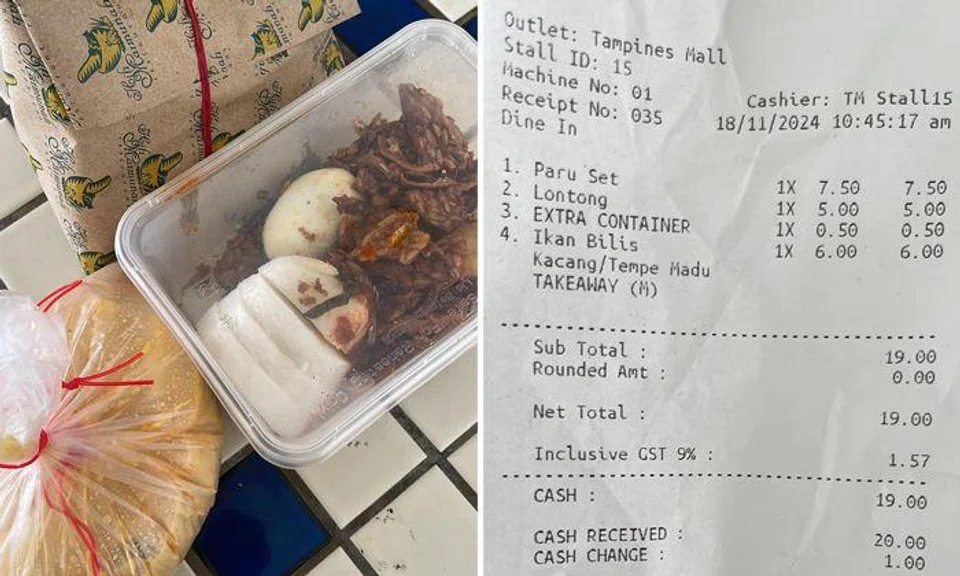 Outlet: Tampines Mall
Stall ID: 15
Machine No: 01
Cashier: TM Stall15
Receipt No: 035
18/11/2024 10:45:17 am
Dine In
1. Paru Set 1X 7.50 7.50
2. Lontong 1X 5.00 5.00
3. EXTRA CONTAINER 1X 0.50 0.50
4. Ikan Bilis 1X 6.00 6.00
Kacang/Tempe Madu
TAKEAWAY (M)
Sub Total : 19.00
Rounded Amt : 0.00
Net Total : 19.00
Inclusive GST 9% : 1.57
CASH : 19.00
CASH RECEIVED : 20.00
CASH CHANGE : 1.00